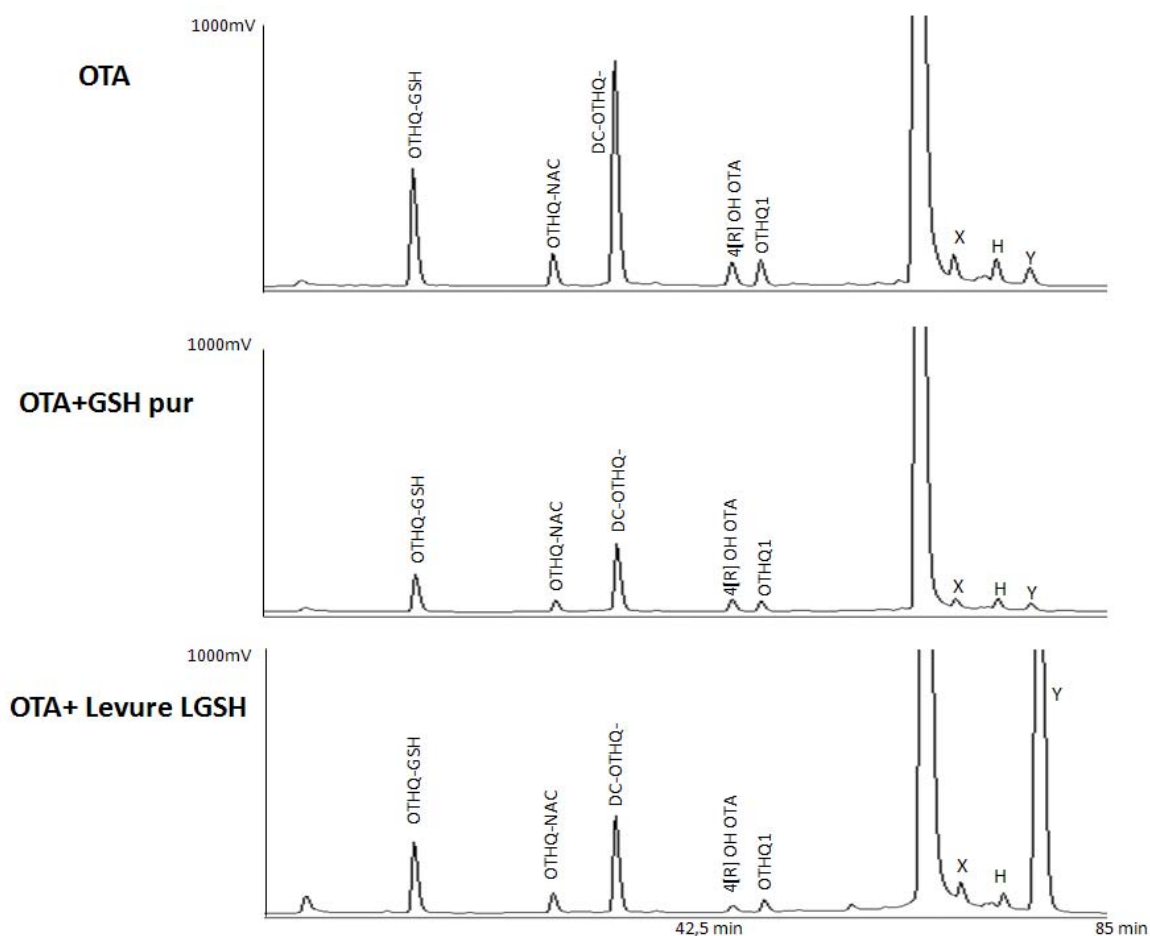 1000mV
OTA
OTHQ-GSH
OTHQ-NAC
DC-OTHQ-
4[R] OH OTA
OTHQ1
X
H
Y
1000mV
OTA+GSH pur
OTHQ-GSH
OTHQ-NAC
DC-OTHQ-
4[R] OH OTA
OTHQ1
X
H
Y
1000mV
OTA+ Levure LGSH
OTHQ-GSH
OTHQ-NAC
DC-OTHQ-
4[R] OH OTA
OTHQ1
X
H
Y
42,5 min
85 min